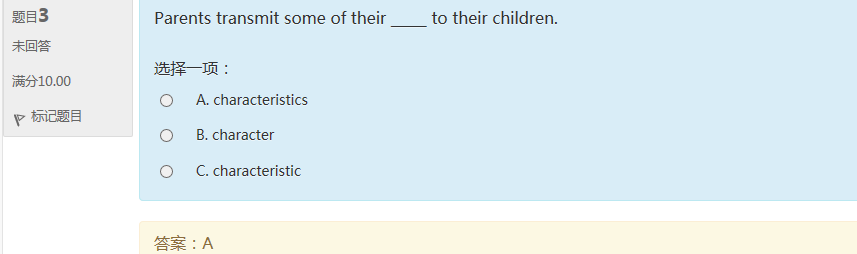 题目3
未回答
满分10.00
标记题目
Parents transmit some of their ____ to their children.
选择一项：
A. characteristics
B. character
C. characteristic
答案：A